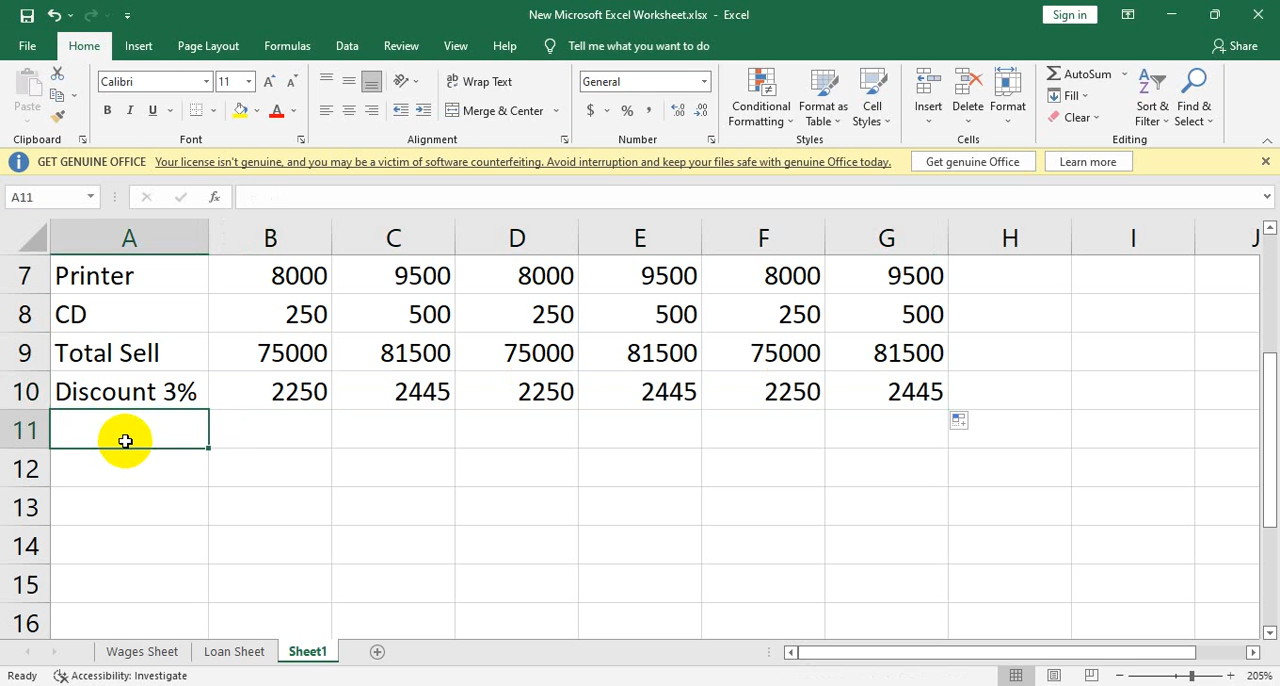 New Microsoft Excel Worksheet.xlsx - Excel
Sign in
File Home Insert Page Layout Formulas Data Review View Help Tell me what you want to do Share
Paste Calibri 11 Wrap Text General Conditional Formatting Format as Table Cell Styles Insert Delete Format AutoSum Fill Clear Sort & Filter Find & Select
B I U Merge & Center $ % ,
Clipboard Font Alignment Number Styles Cells Editing
GET GENUINE OFFICE Your license isn't genuine, and you may be a victim of software counterfeiting. Avoid interruption and keep your files safe with genuine Office today. Get genuine Office Learn more
A11 fx
A B C D E F G H I J
7 Printer 8000 9500 8000 9500 8000 9500
8 CD 250 500 250 500 250 500
9 Total Sell 75000 81500 75000 81500 75000 81500
10 Discount 3% 2250 2445 2250 2445 2250 2445
11
12
13
14
15
16
Wages Sheet Loan Sheet Sheet1
Ready Accessibility: Investigate 205%